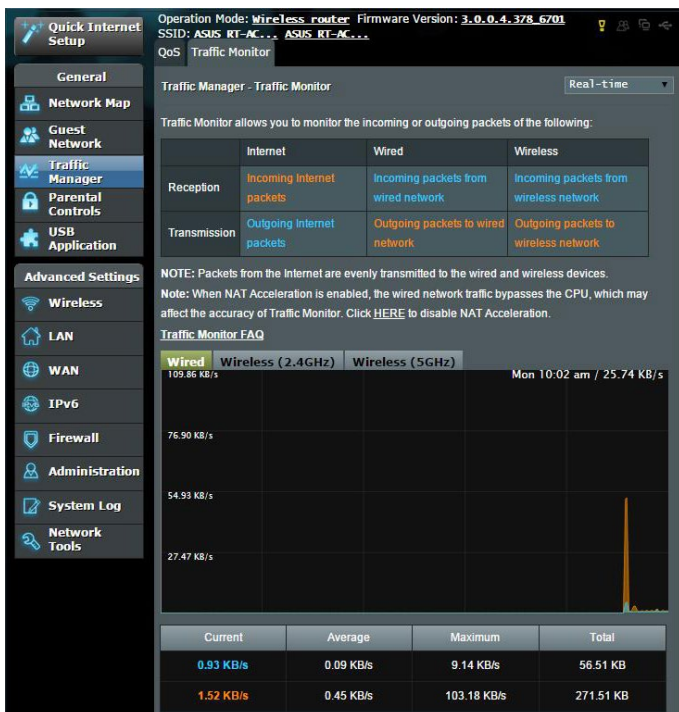 Quick Internet
Setup
General
Network Map
Guest
Network
Traffic
Manager
Parental
Controls
USB
Application
Advanced Settings
Wireless
LAN
WAN
IPv6
Firewall
Administration
System Log
Network
Tools
Operation Mode: Wireless router Firmware Version: 3.0.0.4.378_6701
SSID: ASUS RT-AC... ASUS RT-AC...
QoS Traffic Monitor
Traffic Manager - Traffic Monitor Real-time
Traffic Monitor allows you to monitor the incoming or outgoing packets of the following:
Internet Wired Wireless
Reception
Incoming Internet
packets
Incoming packets from
wired network
Incoming packets from
wireless network
Transmission
Outgoing Internet
packets
Outgoing packets to wired
network
Outgoing packets to
wireless network
NOTE: Packets from the Internet are evenly transmitted to the wired and wireless devices.
Note: When NAT Acceleration is enabled, the wired network traffic bypasses the CPU, which may
affect the accuracy of Traffic Monitor. Click HERE to disable NAT Acceleration.
Traffic Monitor FAQ
Wired Wireless (2.4GHz) Wireless (5GHz)
109.86 KB/s Mon 10:02 am / 25.74 KB/s
76.90 KB/s
54.93 KB/s
27.47 KB/s
Current Average Maximum Total
0.93 KB/s 0.09 KB/s 9.14 KB/s 56.51 KB
1.52 KB/s 0.45 KB/s 103.18 KB/s 271.51 KB